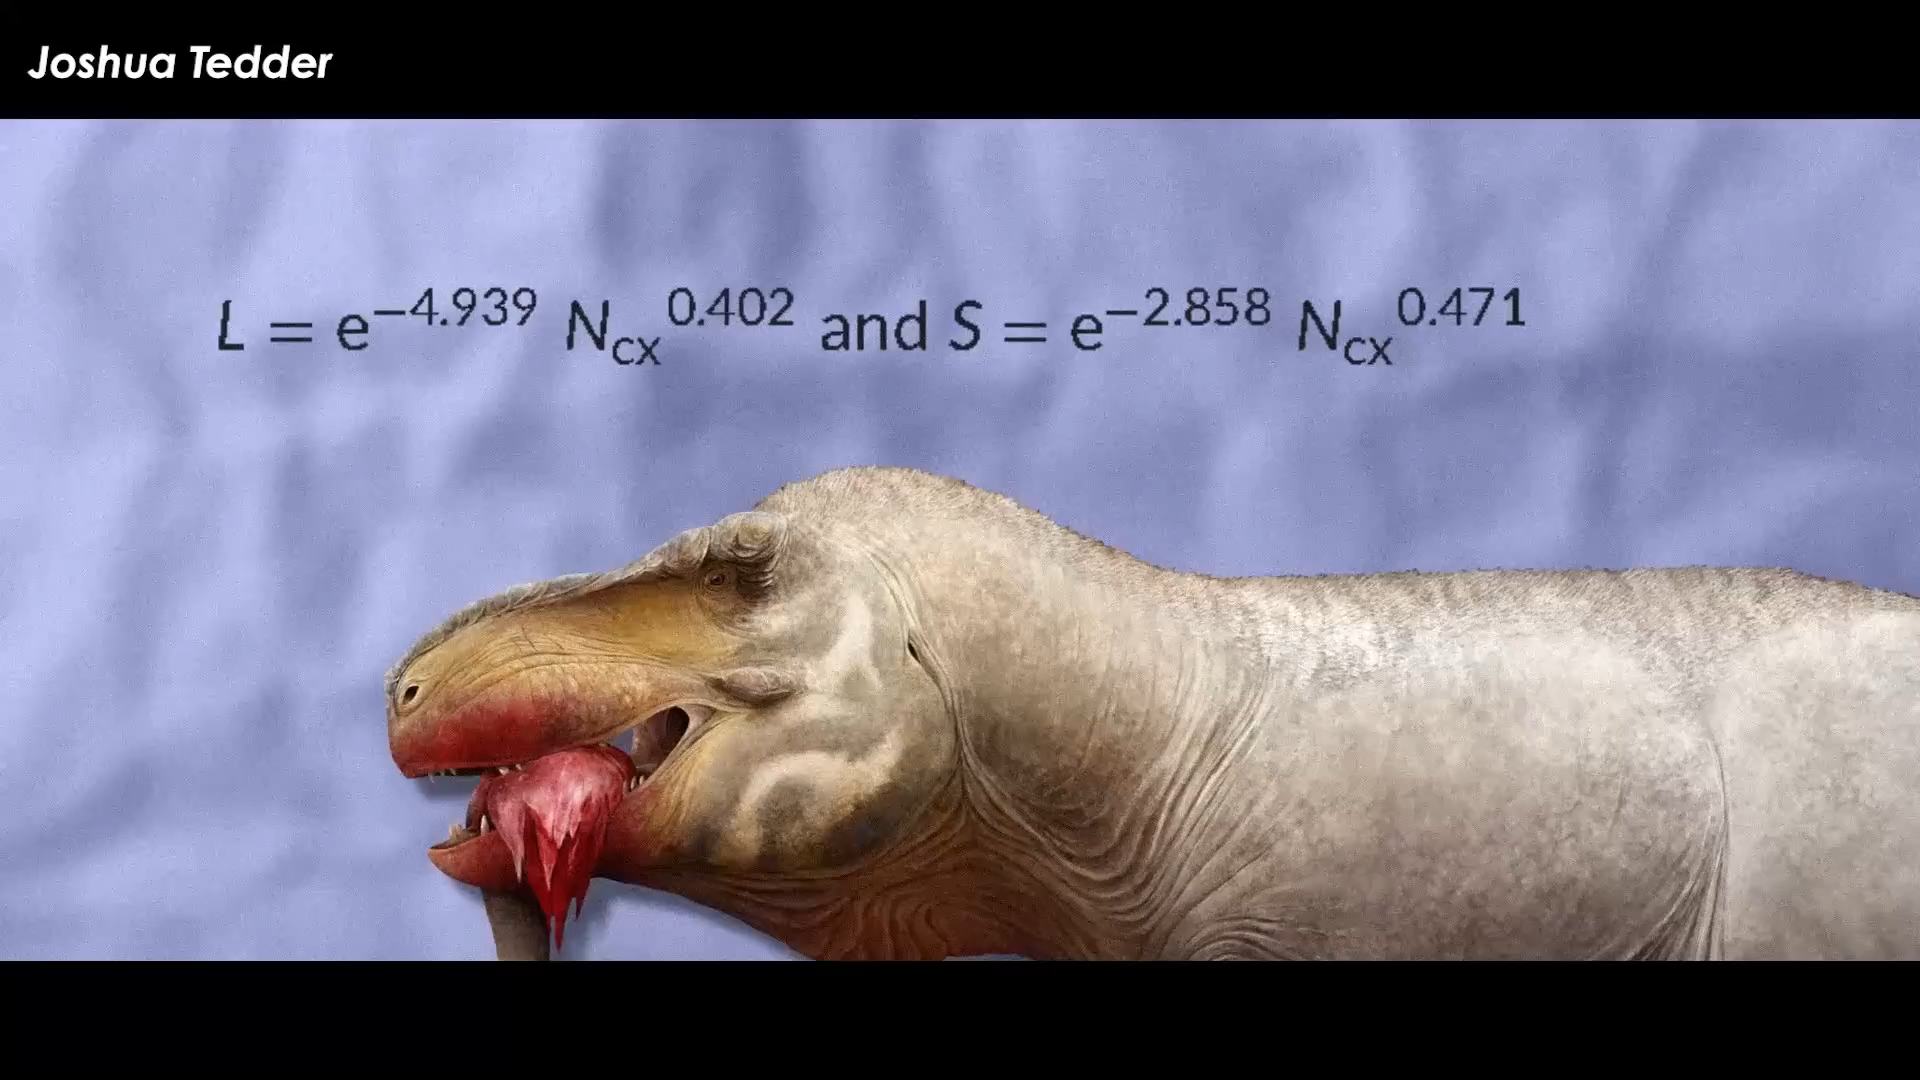 Joshua Tedder
L = e^−4.939 N_cx^0.402 and S = e^−2.858 N_cx^0.471